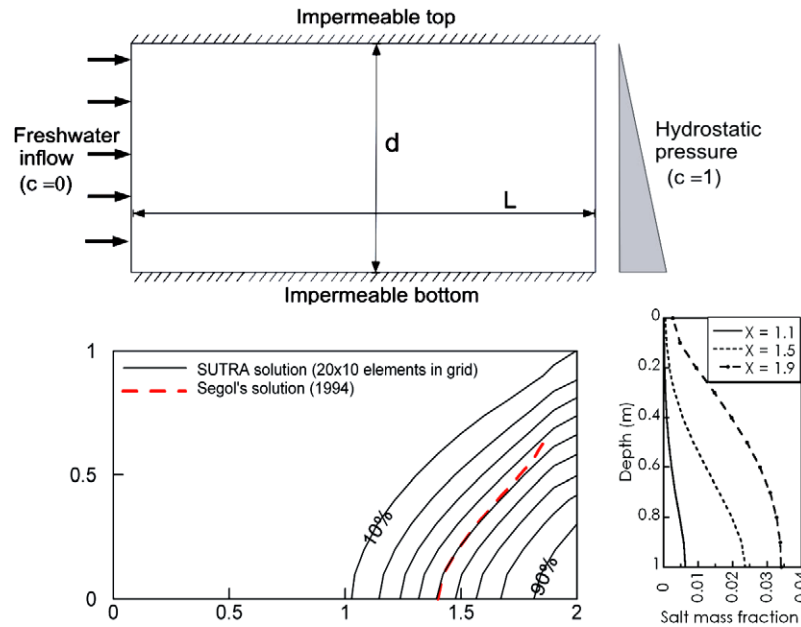 Impermeable top
Freshwater
inflow
(c =0)
d
L
Hydrostatic
pressure
(c =1)
Impermeable bottom
SUTRA solution (20x10 elements in grid)
Segol's solution (1994)
10%
90%
1
0.5
0
0
0.5
1
1.5
2
X = 1.1
X = 1.5
X = 1.9
Depth (m)
0
0.2
0.4
0.6
0.8
1
0
0.01
0.02
0.03
0.04
Salt mass fraction